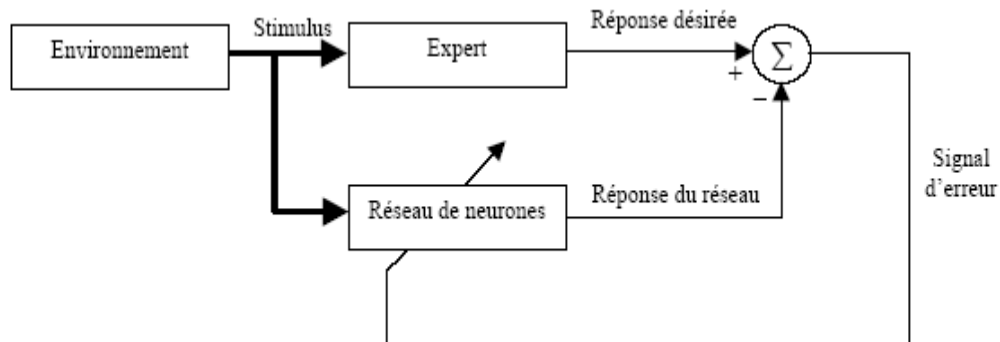 Environnement
Stimulus
Expert
Réponse désirée
Σ
+
−
Réseau de neurones
Réponse du réseau
Signal
d’erreur